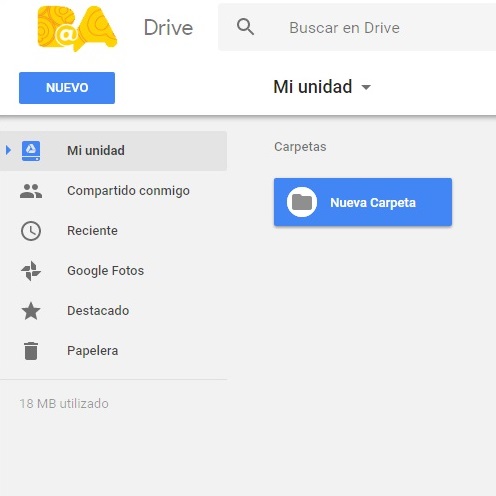 B@A Drive
Buscar en Drive
NUEVO
Mi unidad
Mi unidad
Compartido conmigo
Reciente
Google Fotos
Destacado
Papelera
18 MB utilizado
Carpetas
Nueva Carpeta